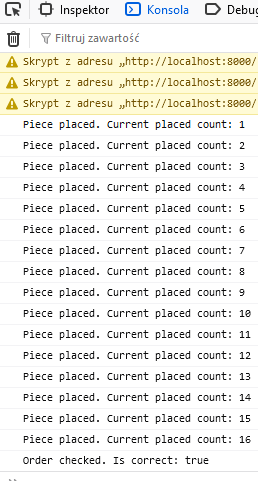 Inspektor Konsola Debug
Filtruj zawartość
Skrypt z adresu „http://localhost:8000/
Skrypt z adresu „http://localhost:8000/
Skrypt z adresu „http://localhost:8000/
Piece placed. Current placed count: 1
Piece placed. Current placed count: 2
Piece placed. Current placed count: 3
Piece placed. Current placed count: 4
Piece placed. Current placed count: 5
Piece placed. Current placed count: 6
Piece placed. Current placed count: 7
Piece placed. Current placed count: 8
Piece placed. Current placed count: 9
Piece placed. Current placed count: 10
Piece placed. Current placed count: 11
Piece placed. Current placed count: 12
Piece placed. Current placed count: 13
Piece placed. Current placed count: 14
Piece placed. Current placed count: 15
Piece placed. Current placed count: 16
Order checked. Is correct: true